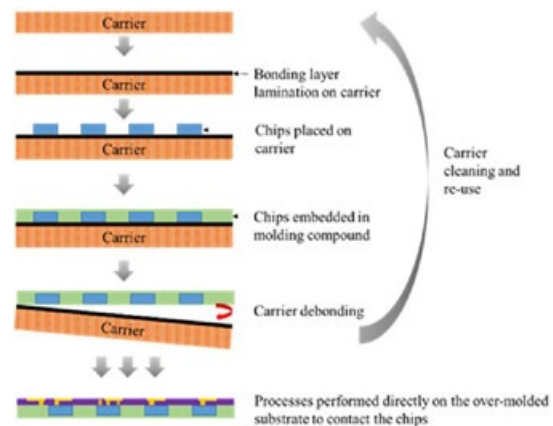 Carrier
Bonding layer
lamination on carrier
Carrier
Chips placed on
carrier
Carrier
Carrier
cleaning and
re-use
Chips embedded in
molding compound
Carrier
Carrier debonding
Carrier
Processes performed directly on the over-molded
substrate to contact the chips